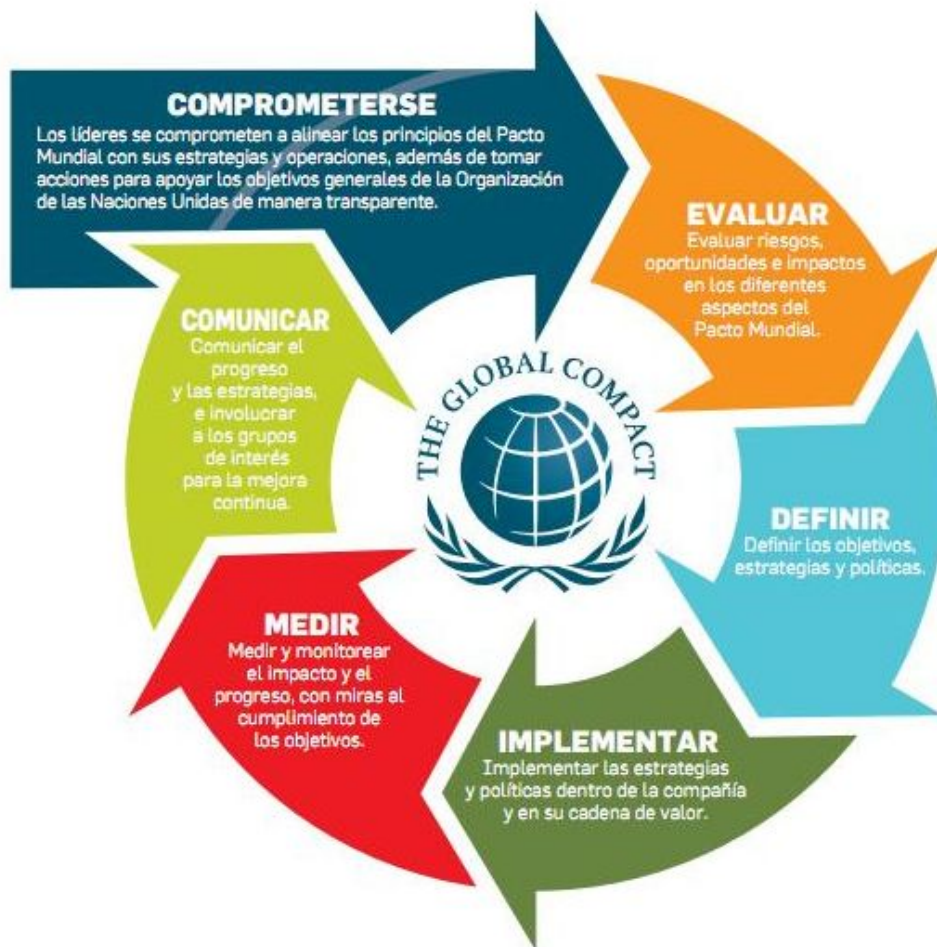 COMPROMETERSE
Los líderes se comprometen a alinear los principios del Pacto
Mundial con sus estrategias y operaciones, además de tomar
acciones para apoyar los objetivos generales de la Organización
de las Naciones Unidas de manera transparente.
EVALUAR
Evaluar riesgos,
oportunidades e impactos
en los diferentes
aspectos del
Pacto Mundial.
DEFINIR
Definir los objetivos,
estrategias y políticas.
IMPLEMENTAR
Implementar las estrategias
y políticas dentro de la compañía
y en su cadena de valor.
MEDIR
Medir y monitorear
el impacto y el
progreso, con miras al
cumplimiento de
los objetivos.
COMUNICAR
Comunicar el
progreso
y las estrategias,
e involucrar
a los grupos
de interés
para la mejora
continua.
THE GLOBAL COMPACT